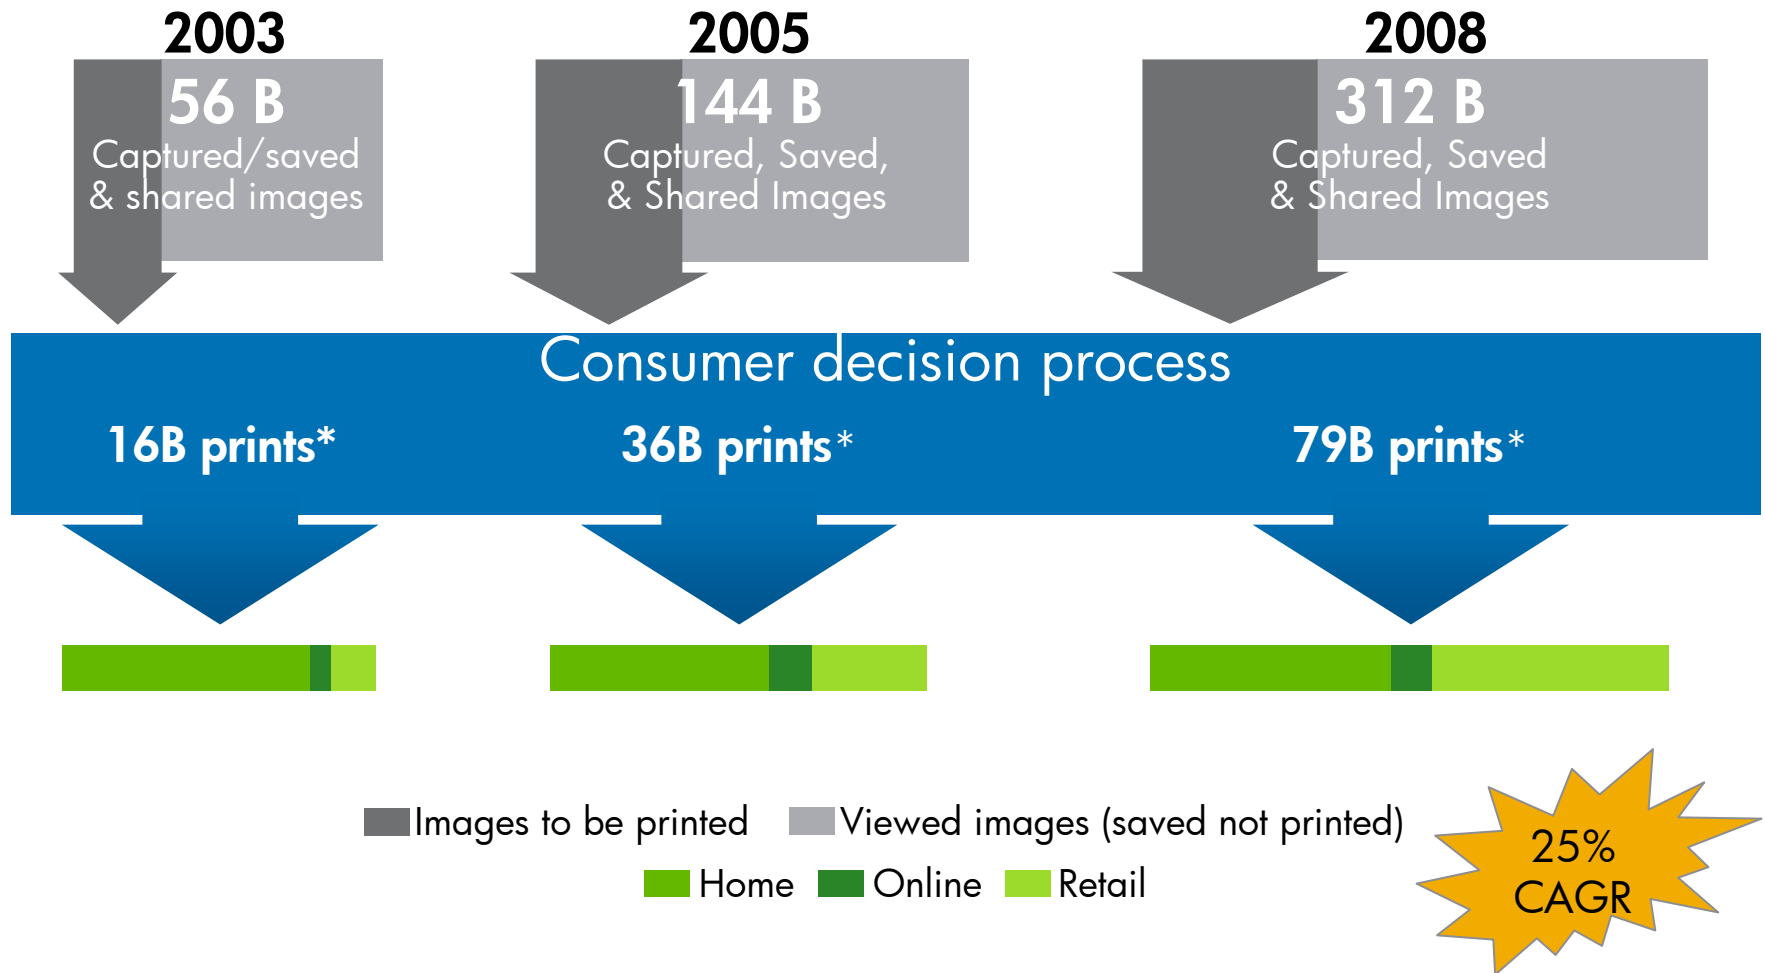 2003
56 B
Captured/saved
& shared images
2005
144 B
Captured, Saved,
& Shared Images
2008
312 B
Captured, Saved
& Shared Images
Consumer decision process
16B prints*
36B prints*
79B prints*
Images to be printed
Viewed images (saved not printed)
Home
Online
Retail
25%
CAGR